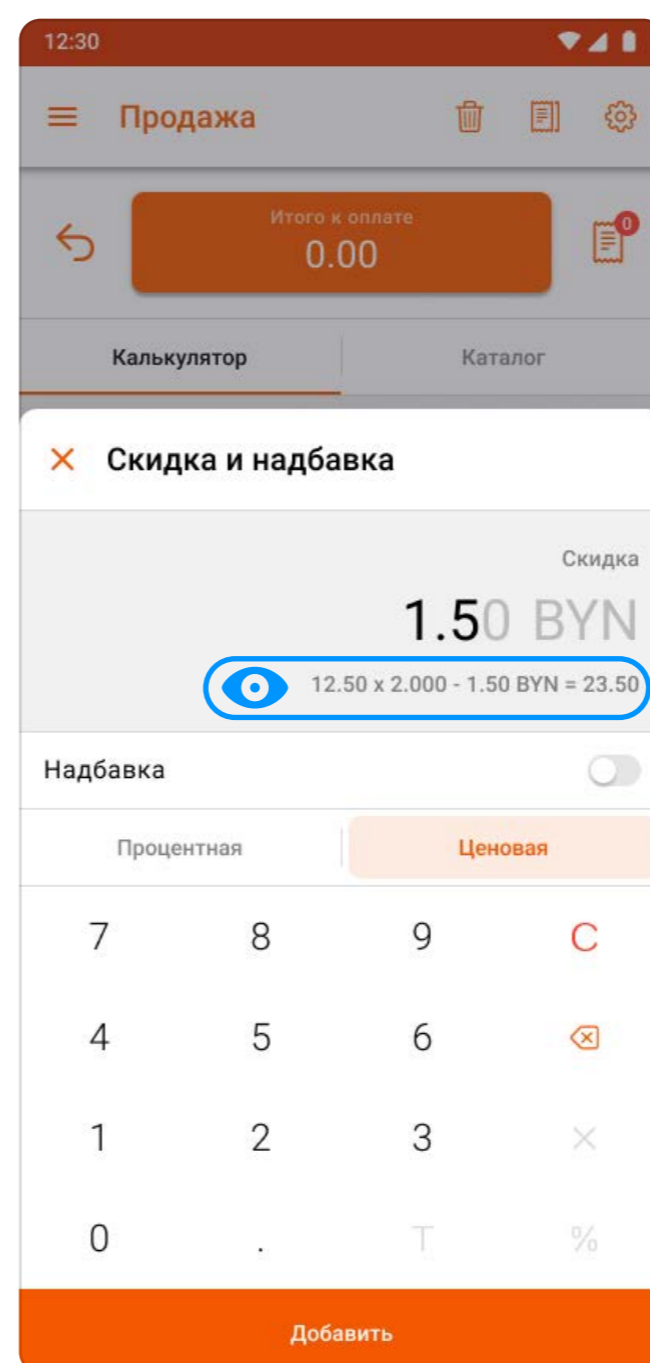 12:30
Продажа
Итого к оплате
0.00
0
Калькулятор Каталог
Скидка и надбавка
Скидка
1.50 BYN
12.50 x 2.000 - 1.50 BYN = 23.50
Надбавка
Процентная Ценовая
7 8 9 C
4 5 6
1 2 3 ×
0 . T %
Добавить